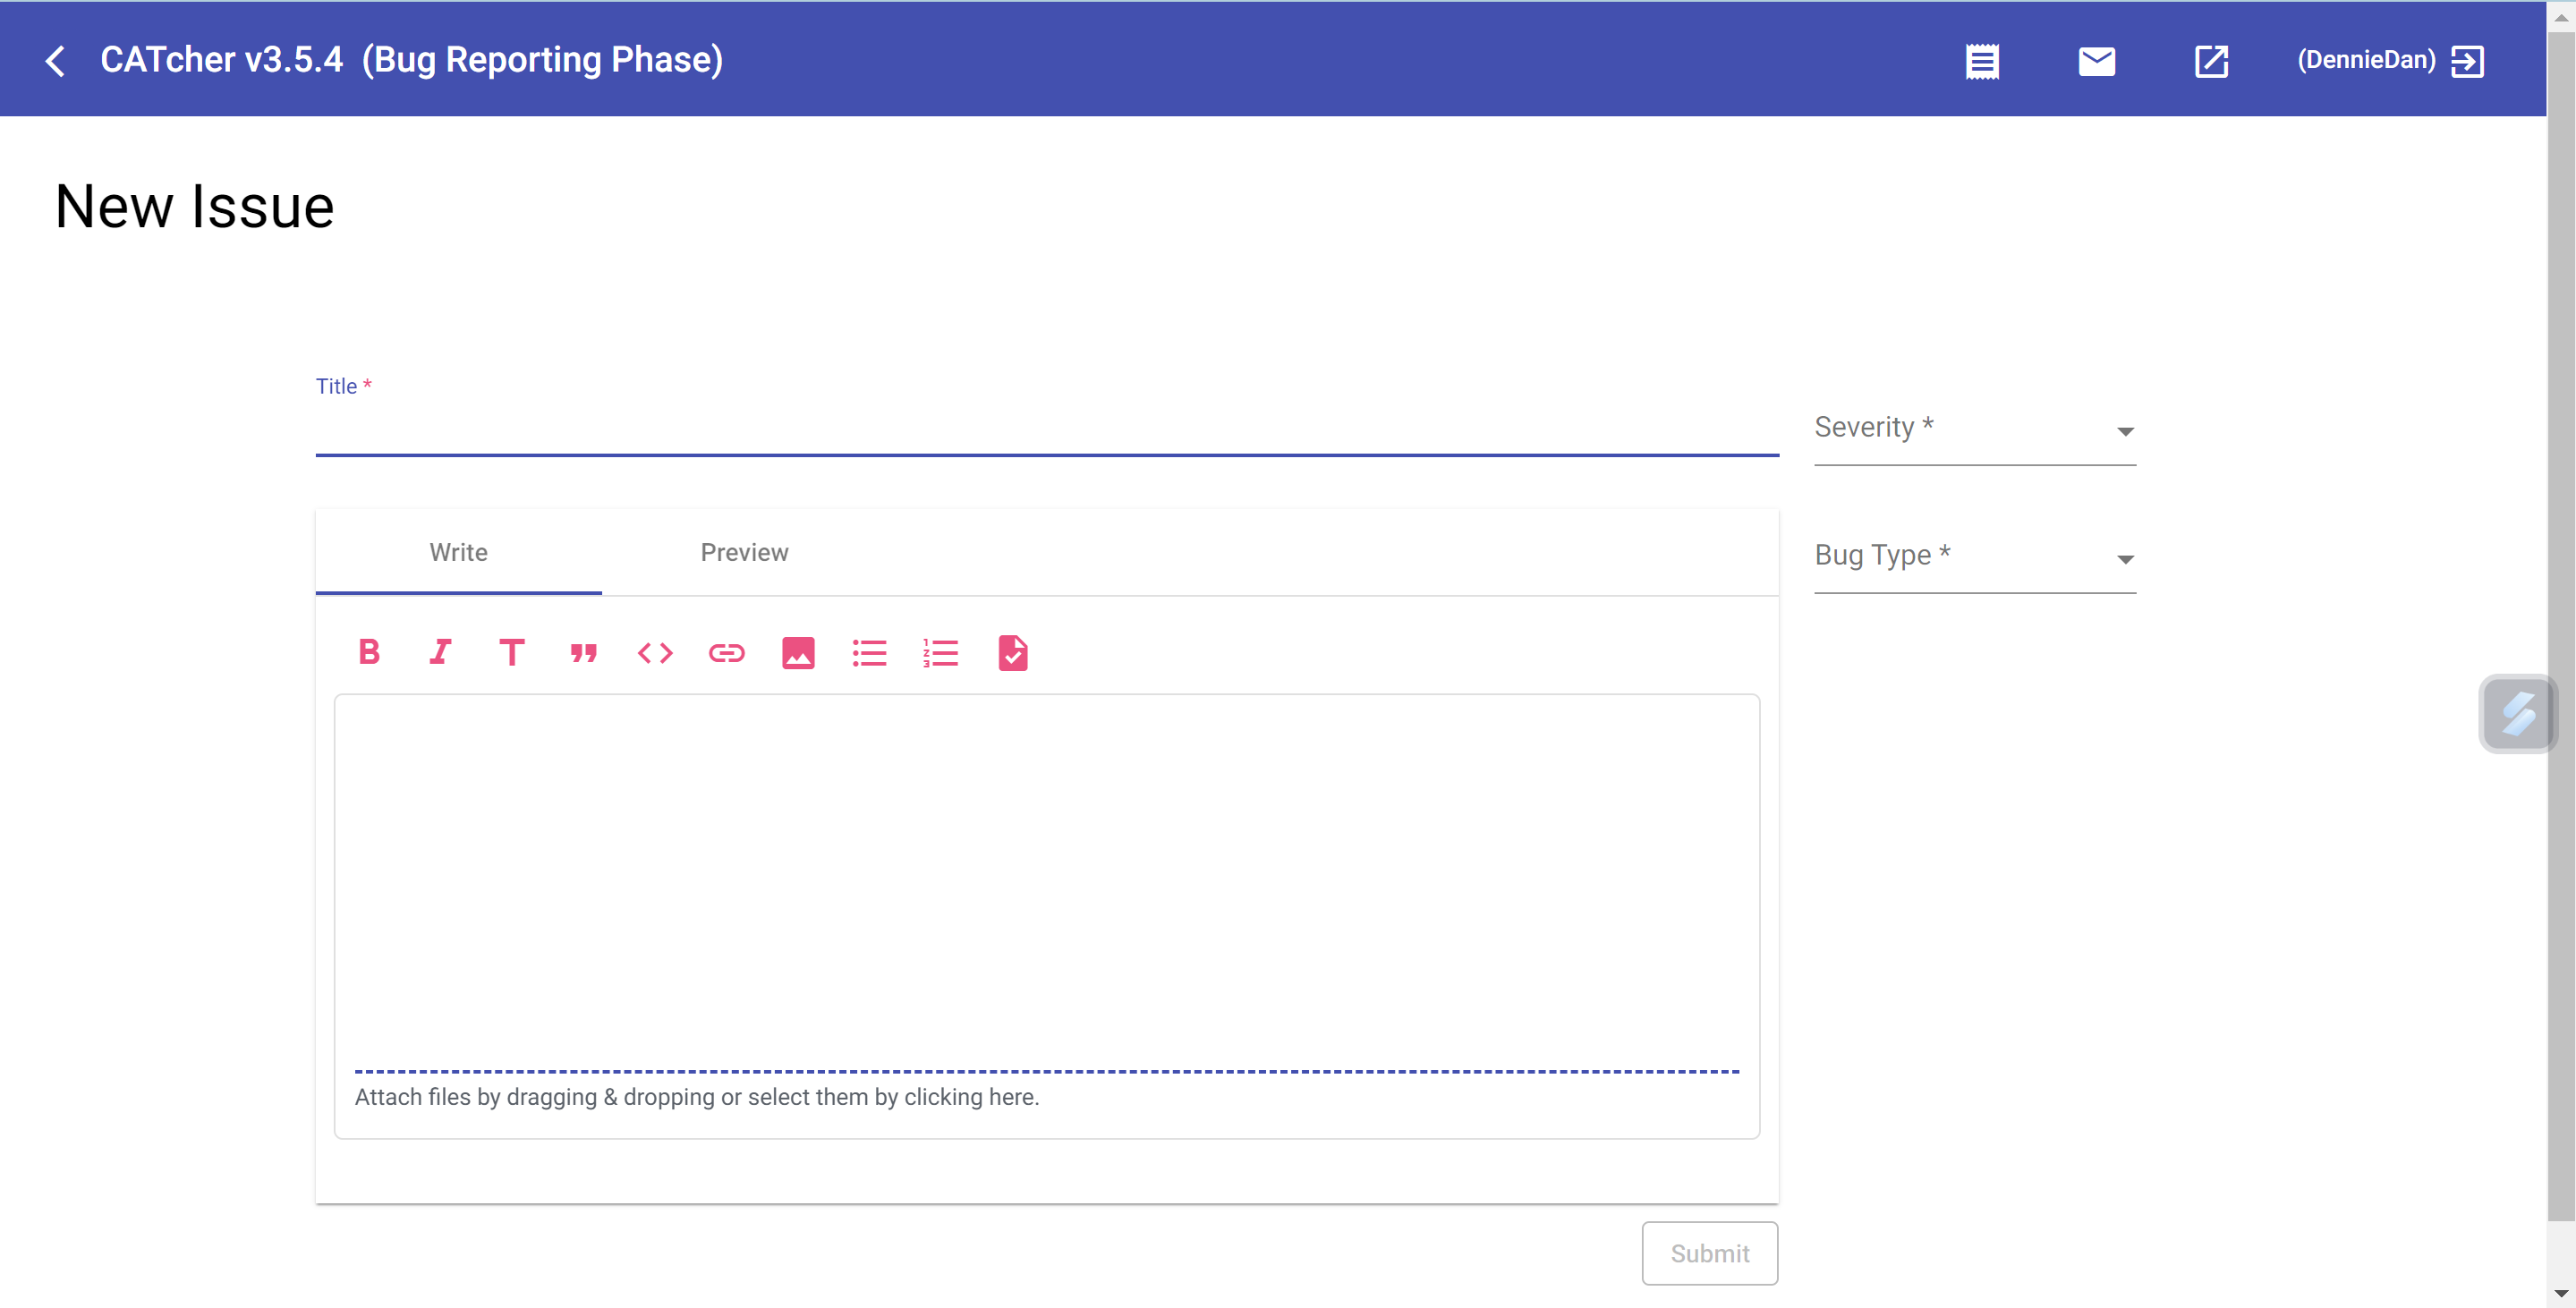 CATcher v3.5.4 (Bug Reporting Phase)
(DennieDan)
New Issue
Title *
Severity *
Write
Preview
Bug Type *
Attach files by dragging & dropping or select them by clicking here.
Submit